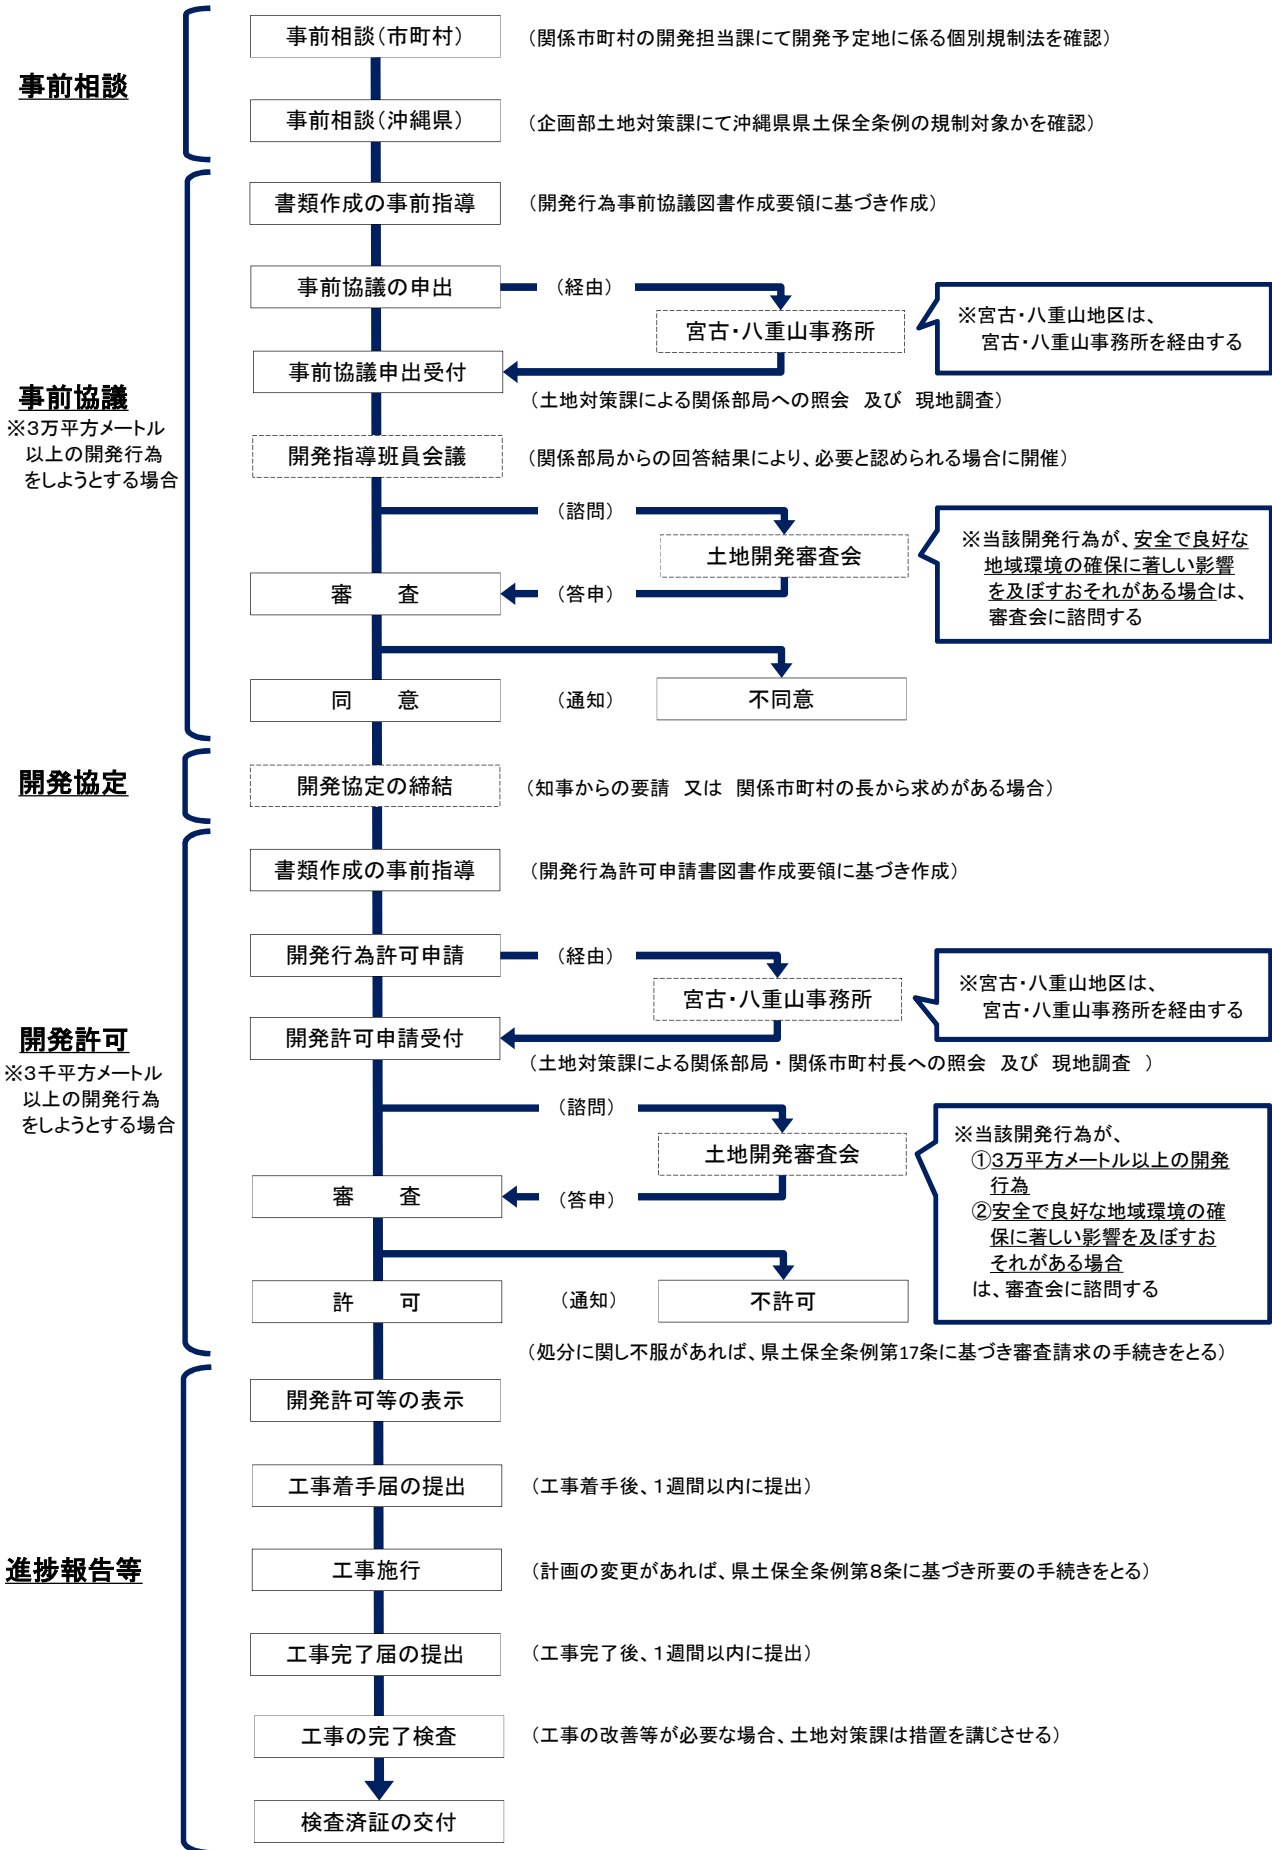 事前相談
事前相談（市町村）
（関係市町村の開発担当課にて開発予定地に係る個別規制法を確認）
事前相談（沖縄県）
（企画部土地対策課にて沖縄県県土保全条例の規制対象かを確認）
事前協議
※3万平方メートル
以上の開発行為
をしようとする場合
書類作成の事前指導
（開発行為事前協議図書作成要領に基づき作成）
事前協議の申出
（経由）
宮古・八重山事務所
※宮古・八重山地区は、
宮古・八重山事務所を経由する
事前協議申出受付
（土地対策課による関係部局への照会 及び 現地調査）
開発指導班員会議
（関係部局からの回答結果により、必要と認められる場合に開催）
（諮問）
土地開発審査会
※当該開発行為が、安全で良好な
地域環境の確保に著しい影響
を及ぼすおそれがある場合は、
審査会に諮問する
審　　査
（答申）
同　　意
（通知）
不同意
開発協定
開発協定の締結
（知事からの要請 又は 関係市町村の長から求めがある場合）
開発許可
※3千平方メートル
以上の開発行為
をしようとする場合
書類作成の事前指導
（開発行為許可申請書図書作成要領に基づき作成）
開発行為許可申請
（経由）
宮古・八重山事務所
※宮古・八重山地区は、
宮古・八重山事務所を経由する
開発許可申請受付
（土地対策課による関係部局・関係市町村長への照会 及び 現地調査 ）
（諮問）
土地開発審査会
※当該開発行為が、
①3万平方メートル以上の開発
行為
②安全で良好な地域環境の確
保に著しい影響を及ぼすお
それがある場合
は、審査会に諮問する
審　　査
（答申）
許　　可
（通知）
不許可
（処分に関し不服があれば、県土保全条例第17条に基づき審査請求の手続きをとる）
進捗報告等
開発許可等の表示
工事着手届の提出
（工事着手後、1週間以内に提出）
工事施行
（計画の変更があれば、県土保全条例第8条に基づき所要の手続きをとる）
工事完了届の提出
（工事完了後、1週間以内に提出）
工事の完了検査
（工事の改善等が必要な場合、土地対策課は措置を講じさせる）
検査済証の交付